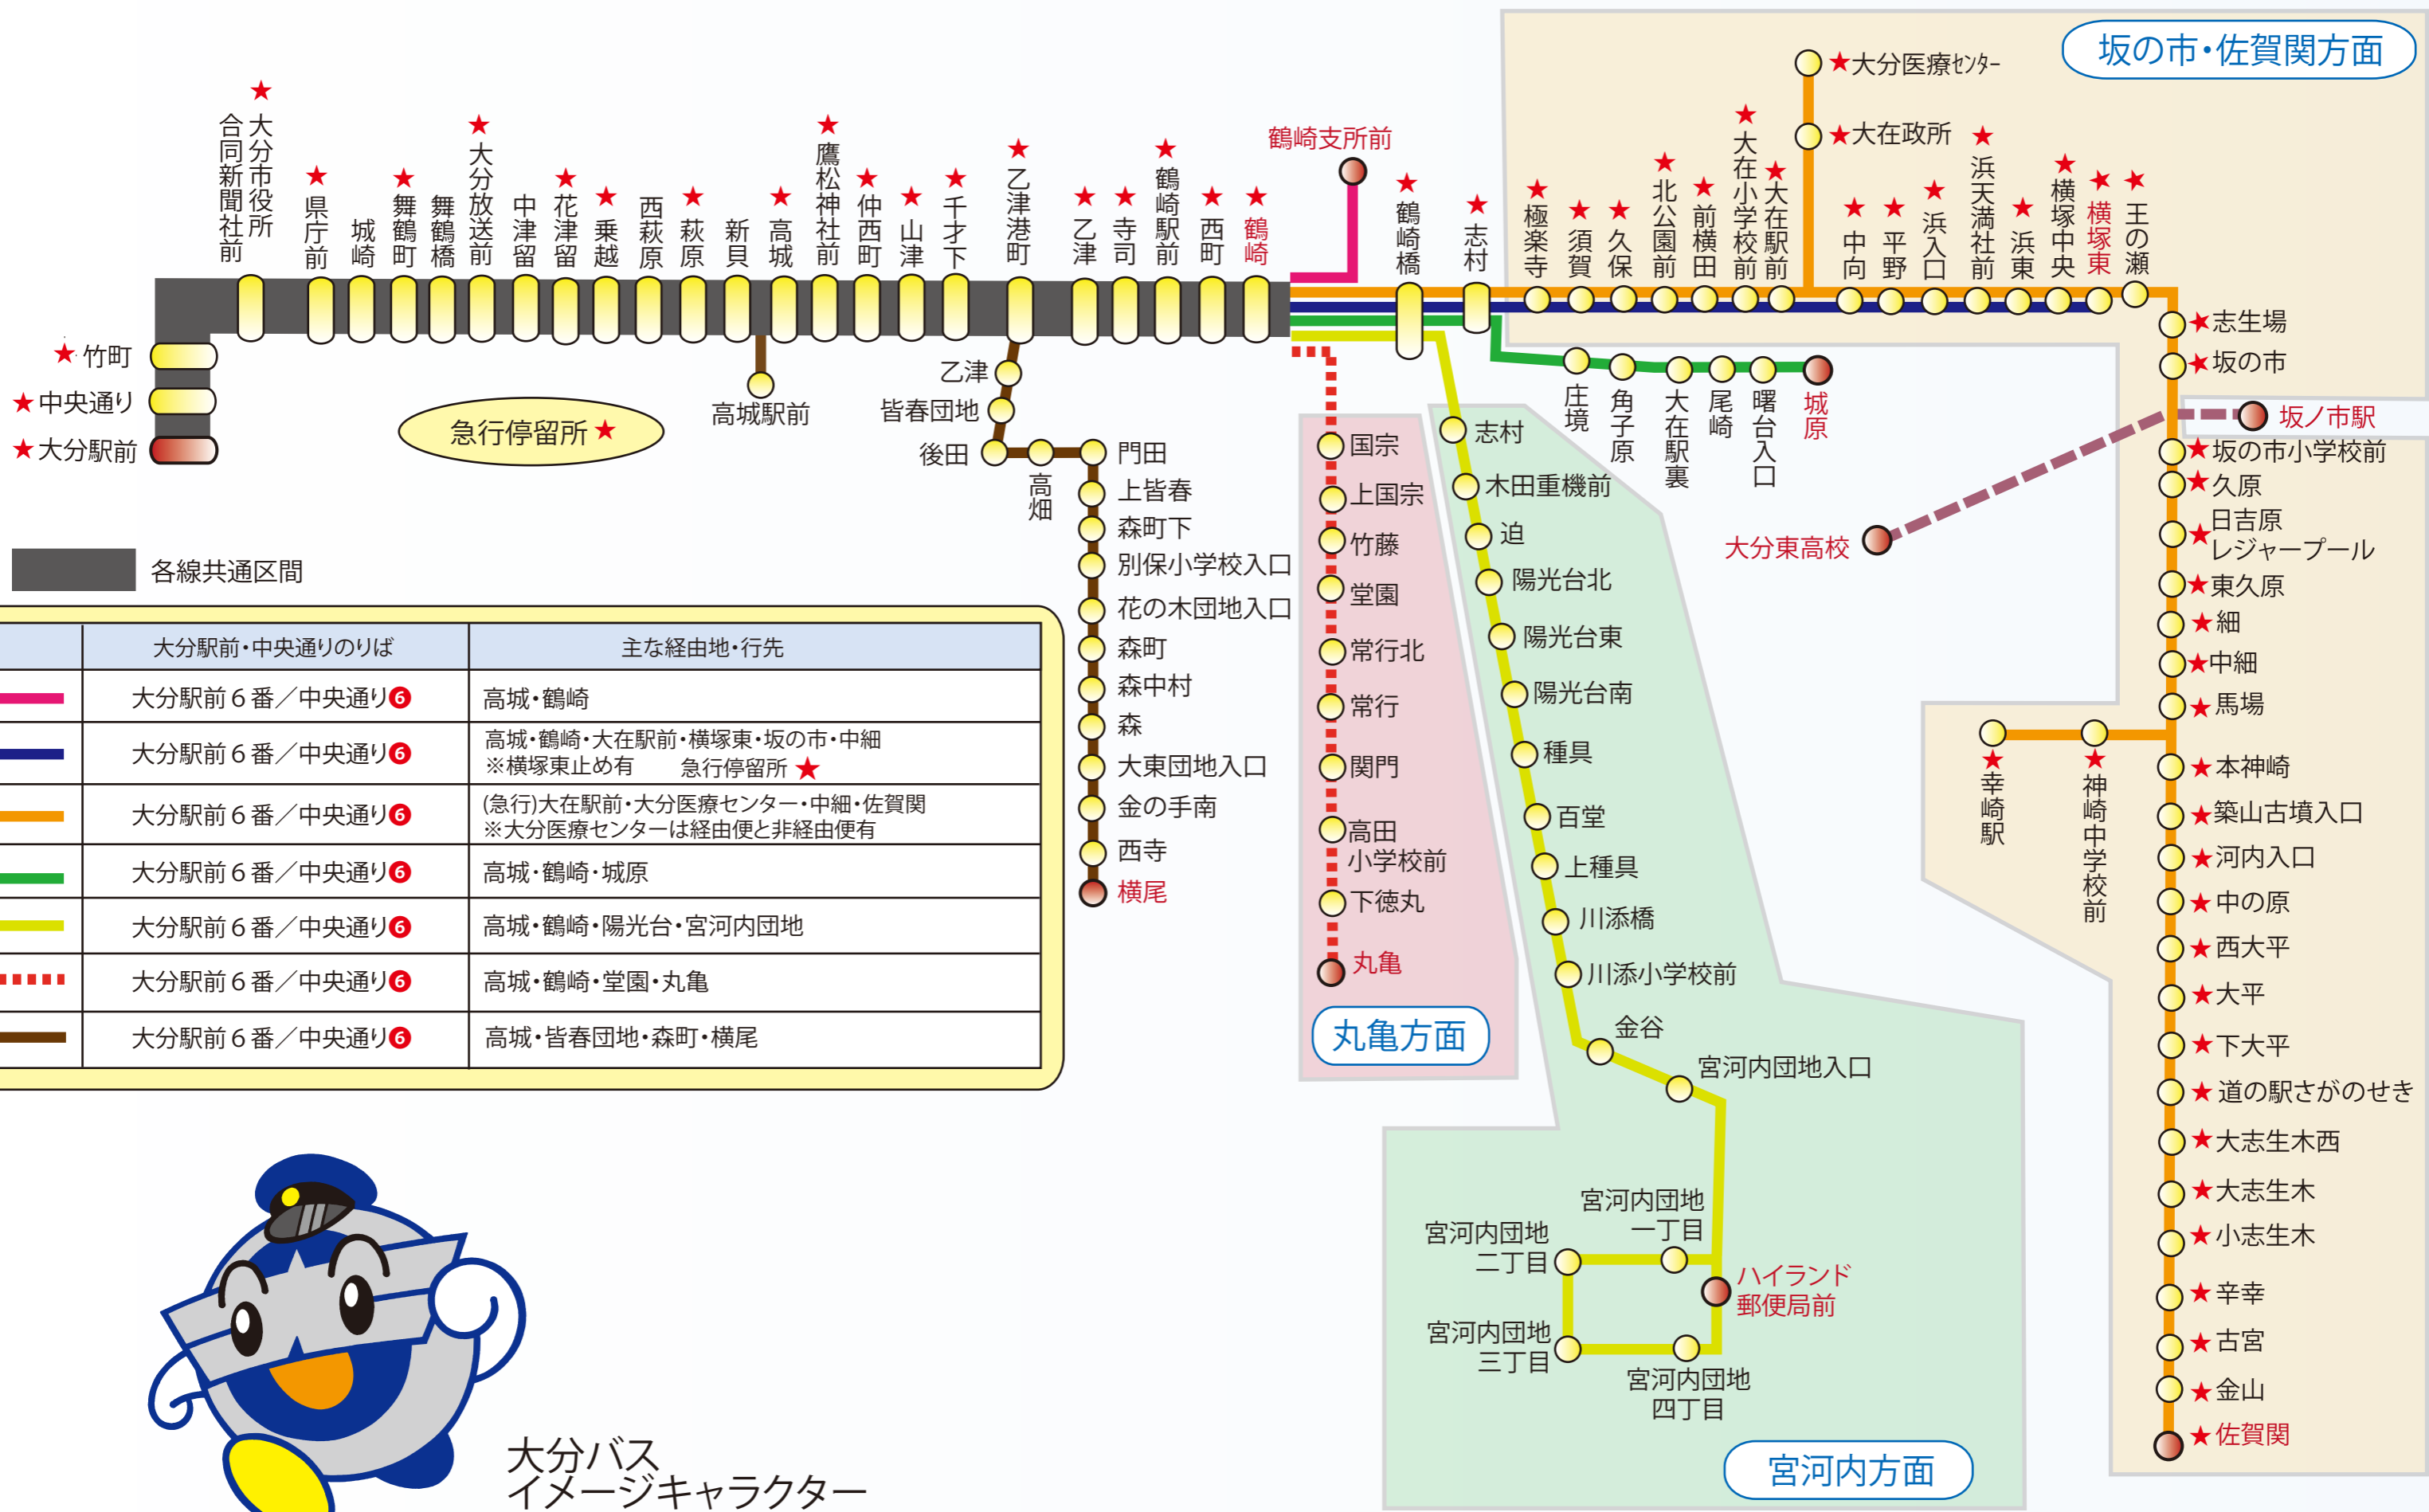 坂の市・佐賀関方面
★大分医療センター
★大在政所
鶴崎支所前
合同新聞社前
★大分市役所
★県庁前
城崎
★舞鶴町
舞鶴橋
★大分放送前
中津留
★花津留
★乗越
西萩原
★萩原
新貝
★高城
★鷹松神社前
★仲西町
★山津
★千才下
★乙津港町
★乙津
★寺司
★鶴崎駅前
★西町
★鶴崎
★鶴崎橋
★志村
★極楽寺
★須賀
★久保
★北公園前
★前横田
★大在小学校前
★大在駅前
★中向
★平野
★浜入口
★浜天満社前
★浜東
★横塚中央
★横塚東
★王の瀬
★竹町
★中央通り
★大分駅前
急行停留所★
高城駅前
乙津
皆春団地
後田
高畑
門田
上皆春
森町下
別保小学校入口
花の木団地入口
森町
森中村
森
大東団地入口
金の手南
西寺
横尾
庄境
角子原
大在駅裏
尾崎
曙台入口
城原
★志生場
★坂の市
坂ノ市駅
大分東高校
★坂の市小学校前
★久原
★日吉原
レジャープール
★東久原
★細
★中細
★馬場
★幸崎駅
★神崎中学校前
★本神崎
★築山古墳入口
★河内入口
★中の原
★西大平
★大平
★下大平
★道の駅さがのせき
★大志生木西
★大志生木
★小志生木
★辛幸
★古宮
★金山
★佐賀関
国宗
上国宗
竹藤
堂園
常行北
常行
関門
高田
小学校前
下徳丸
丸亀
丸亀方面
志村
木田重機前
迫
陽光台北
陽光台東
陽光台南
種具
百堂
上種具
川添橋
川添小学校前
金谷
宮河内団地入口
宮河内団地
一丁目
宮河内団地
二丁目
ハイランド
郵便局前
宮河内団地
三丁目
宮河内団地
四丁目
宮河内方面
各線共通区間
大分駅前・中央通りのりば 主な経由地・行先
大分駅前6番／中央通り❻ 高城・鶴崎
大分駅前6番／中央通り❻ 高城・鶴崎・大在駅前・横塚東・坂の市・中細
※横塚東止め有 急行停留所★
大分駅前6番／中央通り❻ (急行)大在駅前・大分医療センター・中細・佐賀関
※大分医療センターは経由便と非経由便有
大分駅前6番／中央通り❻ 高城・鶴崎・城原
大分駅前6番／中央通り❻ 高城・鶴崎・陽光台・宮河内団地
大分駅前6番／中央通り❻ 高城・鶴崎・堂園・丸亀
大分駅前6番／中央通り❻ 高城・皆春団地・森町・横尾
大分バス
イメージキャラクター